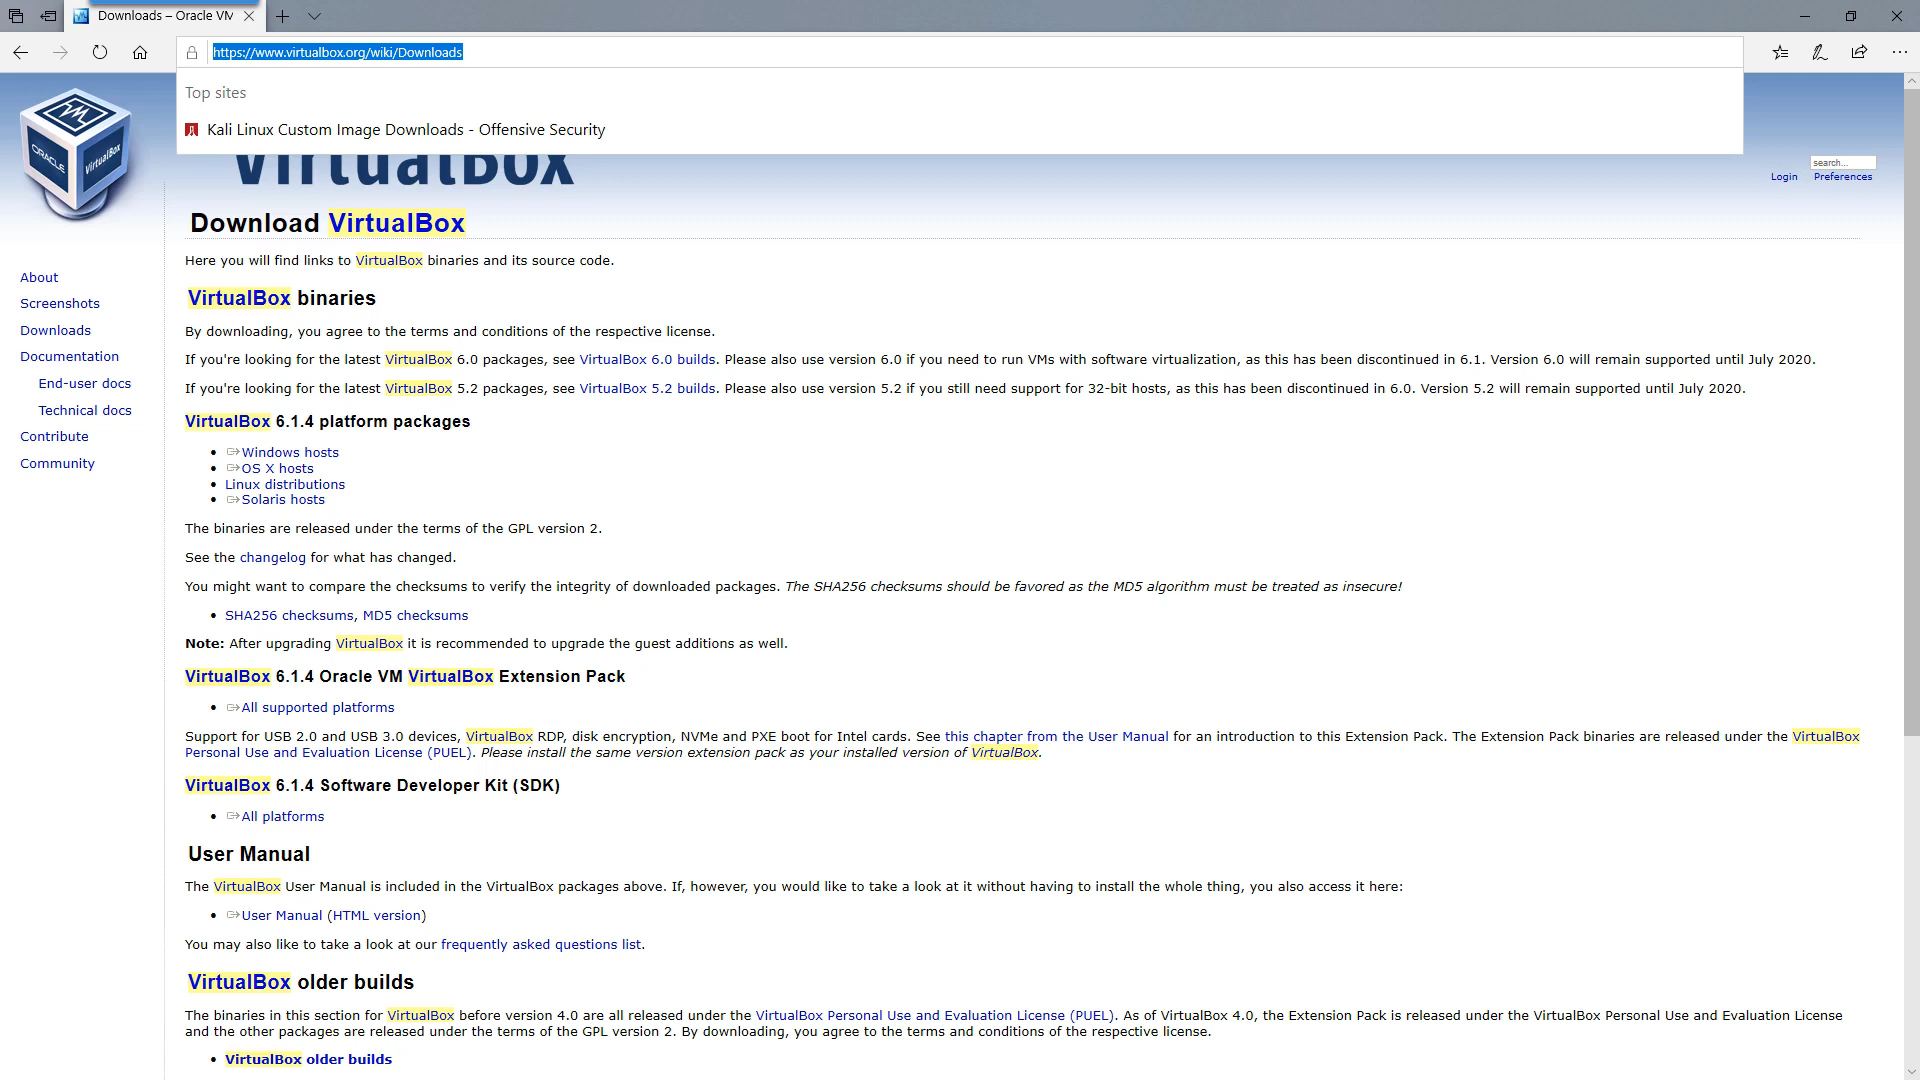 Downloads – Oracle VM
https://www.virtualbox.org/wiki/Downloads
Top sites
Kali Linux Custom Image Downloads - Offensive Security
ORACLE
VirtualBox
VirtualBox
search...
Login Preferences
Download VirtualBox
Here you will find links to VirtualBox binaries and its source code.
About
Screenshots
Downloads
Documentation
End-user docs
Technical docs
Contribute
Community
VirtualBox binaries
By downloading, you agree to the terms and conditions of the respective license.
If you're looking for the latest VirtualBox 6.0 packages, see VirtualBox 6.0 builds. Please also use version 6.0 if you need to run VMs with software virtualization, as this has been discontinued in 6.1. Version 6.0 will remain supported until July 2020.
If you're looking for the latest VirtualBox 5.2 packages, see VirtualBox 5.2 builds. Please also use version 5.2 if you still need support for 32-bit hosts, as this has been discontinued in 6.0. Version 5.2 will remain supported until July 2020.
VirtualBox 6.1.4 platform packages
• Windows hosts
• OS X hosts
• Linux distributions
• Solaris hosts
The binaries are released under the terms of the GPL version 2.
See the changelog for what has changed.
You might want to compare the checksums to verify the integrity of downloaded packages. The SHA256 checksums should be favored as the MD5 algorithm must be treated as insecure!
• SHA256 checksums, MD5 checksums
Note: After upgrading VirtualBox it is recommended to upgrade the guest additions as well.
VirtualBox 6.1.4 Oracle VM VirtualBox Extension Pack
• All supported platforms
Support for USB 2.0 and USB 3.0 devices, VirtualBox RDP, disk encryption, NVMe and PXE boot for Intel cards. See this chapter from the User Manual for an introduction to this Extension Pack. The Extension Pack binaries are released under the VirtualBox
Personal Use and Evaluation License (PUEL). Please install the same version extension pack as your installed version of VirtualBox.
VirtualBox 6.1.4 Software Developer Kit (SDK)
• All platforms
User Manual
The VirtualBox User Manual is included in the VirtualBox packages above. If, however, you would like to take a look at it without having to install the whole thing, you also access it here:
• User Manual (HTML version)
You may also like to take a look at our frequently asked questions list.
VirtualBox older builds
The binaries in this section for VirtualBox before version 4.0 are all released under the VirtualBox Personal Use and Evaluation License (PUEL). As of VirtualBox 4.0, the Extension Pack is released under the VirtualBox Personal Use and Evaluation License
and the other packages are released under the terms of the GPL version 2. By downloading, you agree to the terms and conditions of the respective license.
• VirtualBox older builds